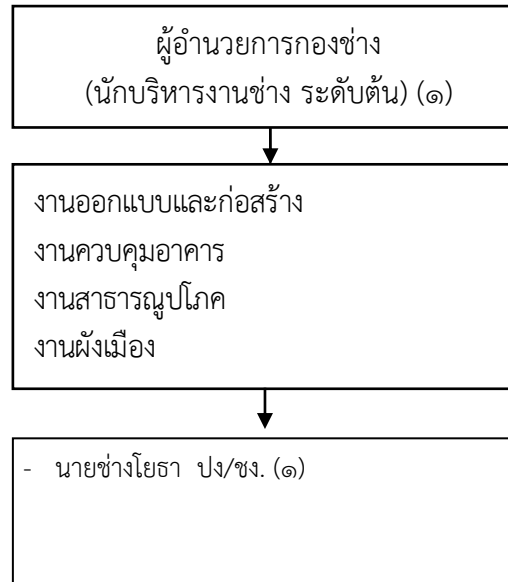 ผู้อำนวยการกองช่าง
(นักบริหารงานช่าง ระดับต้น) (๑)
งานออกแบบและก่อสร้าง
งานควบคุมอาคาร
งานสาธารณูปโภค
งานผังเมือง
- นายช่างโยธา ปง/ชง. (๑)